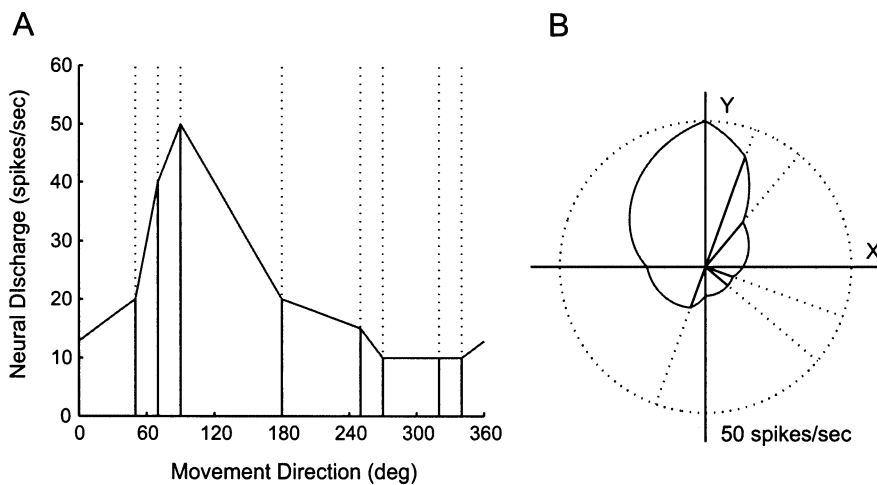 A
B
Neural Discharge (spikes/sec)
60
50
40
30
20
10
0
0 60 120 180 240 300 360
Movement Direction (deg)
Y
X
50 spikes/sec